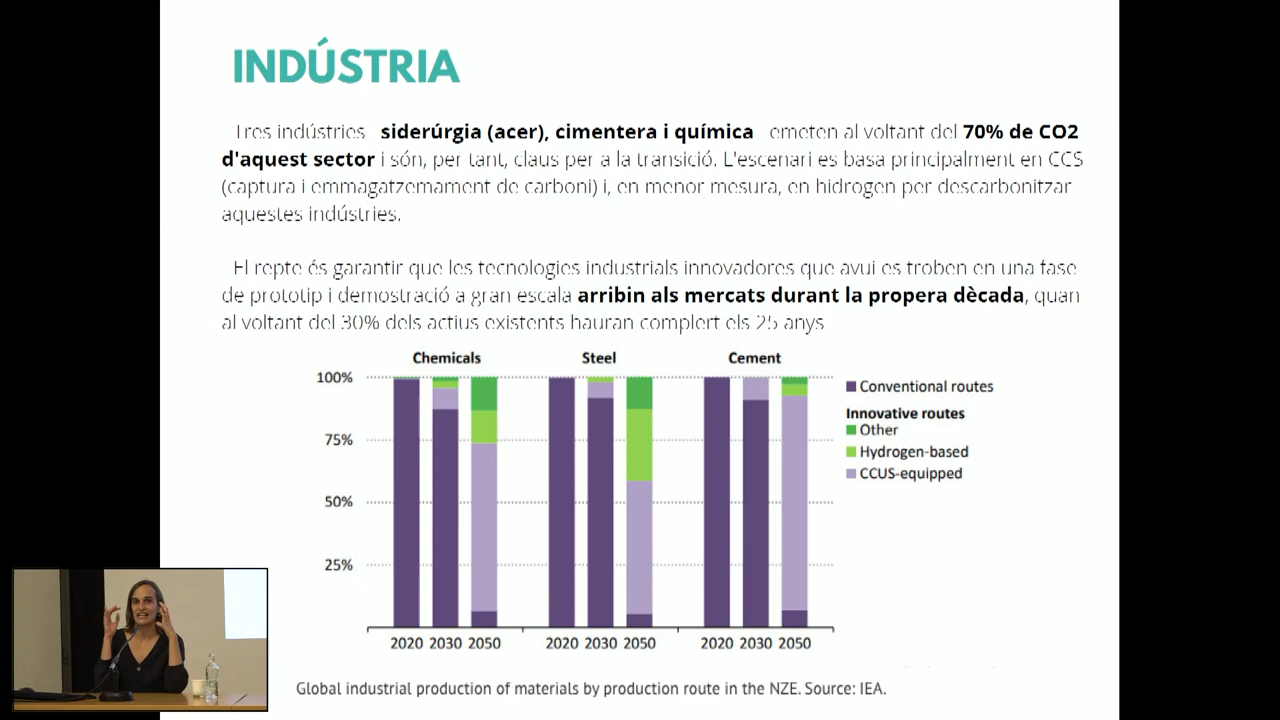 INDÚSTRIA
Tres indústries siderúrgia (acer), cimentera i química emeten al voltant del 70% de CO2
d'aquest sector i són, per tant, claus per a la transició. L'escenari es basa principalment en CCS
(captura i emmagatzemament de carboni) i, en menor mesura, en hidrogen per descarbonitzar
aquestes indústries.
El repte és garantir que les tecnologies industrials innovadores que avui es troben en una fase
de prototip i demostració a gran escala arribin als mercats durant la propera dècada, quan
al voltant del 30% dels actius existents hauran complert els 25 anys
Chemicals Steel Cement
100%
75%
50%
25%
2020 2030 2050 2020 2030 2050 2020 2030 2050
Conventional routes
Innovative routes
Other
Hydrogen-based
CCUS-equipped
Global industrial production of materials by production route in the NZE. Source: IEA.